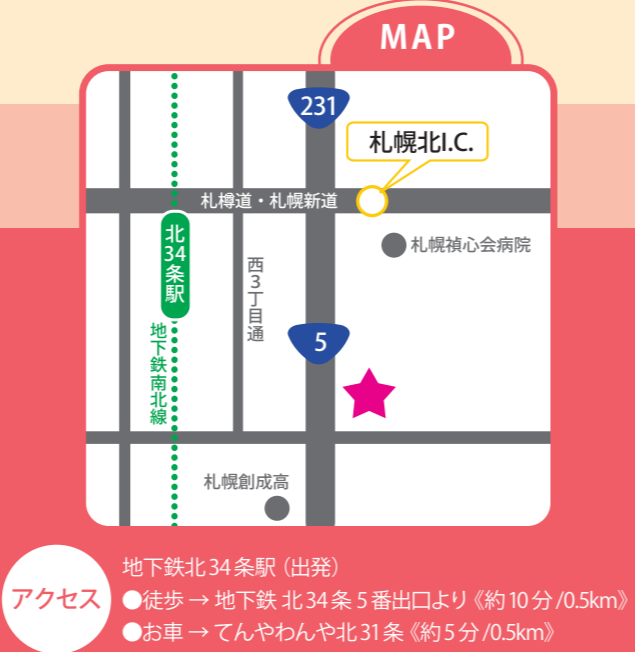 MAP
231
札幌北I.C.
札樽道・札幌新道
札幌禎心会病院
北34条駅
西3丁目通
5
地下鉄南北線
札幌創成高
アクセス
地下鉄北34条駅（出発）
●徒歩 → 地下鉄 北34条 5番出口より《約10分/0.5km》
●お車 → てんやわんや北31条《約5分/0.5km》